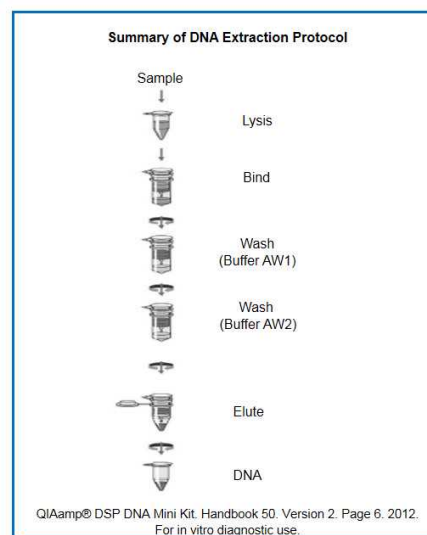 Summary of DNA Extraction Protocol
Sample
Lysis
Bind
Wash
(Buffer AW1)
Wash
(Buffer AW2)
Elute
DNA
QIAamp® DSP DNA Mini Kit. Handbook 50. Version 2. Page 6. 2012.
For in vitro diagnostic use.